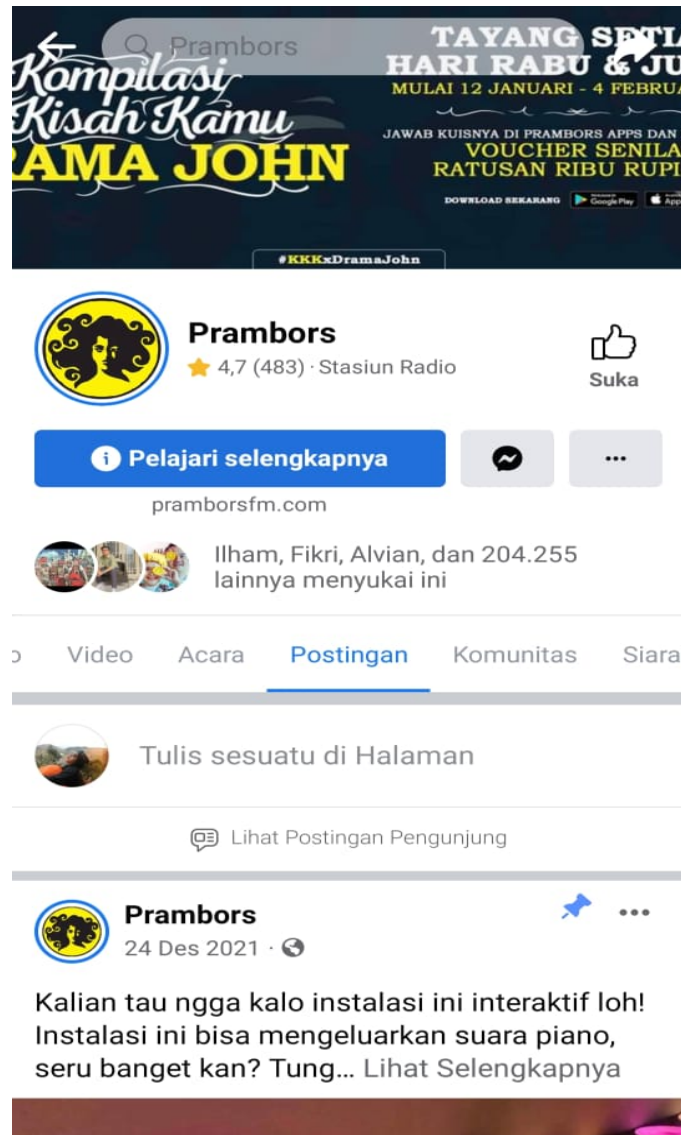 Prambors
TAYANG SETIA
HARI RABU & JU
MULAI 12 JANUARI - 4 FEBRUA
Kompilasi
Kisah Kamu
RAMA JOHN
JAWAB KUISNYA DI PRAMBORS APPS DAN
VOUCHER SENILA
RATUSAN RIBU RUPI
DOWNLOAD SEKARANG
Google Play
App
#KKKxDramaJohn
Prambors
4,7 (483) · Stasiun Radio
Suka
Pelajari selengkapnya
pramborsfm.com
Ilham, Fikri, Alvian, dan 204.255
lainnya menyukai ini
o Video Acara Postingan Komunitas Siara
Tulis sesuatu di Halaman
Lihat Postingan Pengunjung
Prambors
24 Des 2021 ·
Kalian tau ngga kalo instalasi ini interaktif loh!
Instalasi ini bisa mengeluarkan suara piano,
seru banget kan? Tung... Lihat Selengkapnya